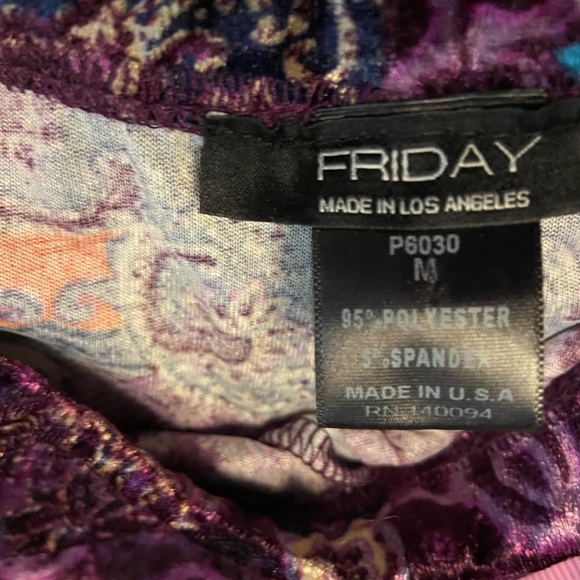 FRIDAY
MADE IN LOS ANGELES
P6030
M
95% POLYESTER
5% SPANDEX
MADE IN U.S.A
RN 140094